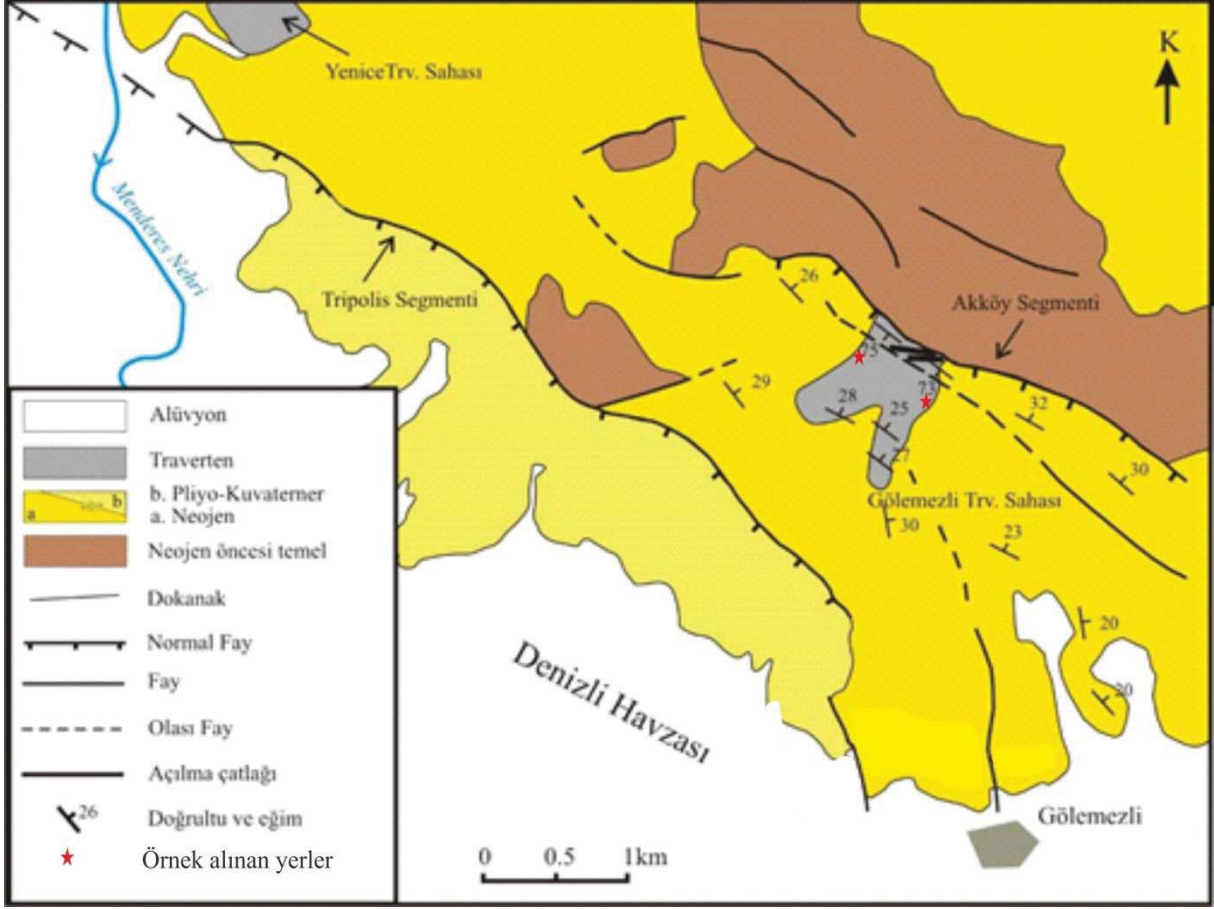 YeniceTrv. Sahası
K
Menderes Nehri
Tripolis Segmenti
26
Akköy Segmenti
75
29
28
25
73
32
27
30
Gölemezli Trv. Sahası
30
23
20
20
Denizli Havzası
Gölemezli
0 0.5 1km
Alüvyon
Traverten
a b
b. Pliyo-Kuvaterner
a. Neojen
Neojen öncesi temel
Dokanak
Normal Fay
Fay
Olası Fay
Açılma çatlağı
26 Doğrultu ve eğim
Örnek alınan yerler